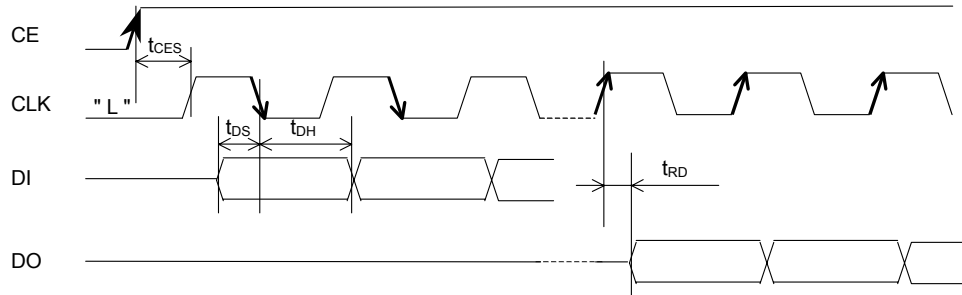 CE
tCES
CLK
" L "
tDS
tDH
DI
tRD
DO